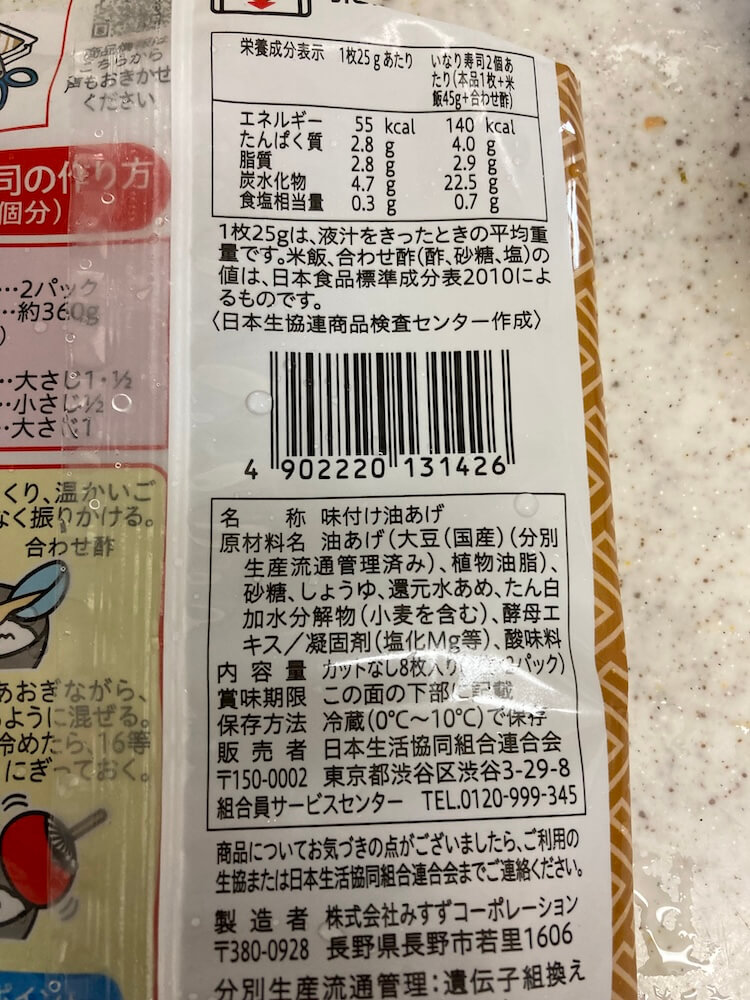 商品情報は
こちらから
声もおきかせ
ください
司の作り方
個分)
…2パック
…約360g
)
…大さじ1・½
…小さじ½
…大さじ1
くり、温かいご
なく振りかける。
合わせ酢
あおぎながら、
ように混ぜる。
冷めたら、16等
にぎっておく。
栄養成分表示 1枚25gあたり いなり寿司2個あ
たり(本品1枚+米
飯45g+合わせ酢)
エネルギー 55 kcal 140 kcal
たんぱく質 2.8 g 4.0 g
脂質 2.8 g 2.9 g
炭水化物 4.7 g 22.5 g
食塩相当量 0.3 g 0.7 g
1枚25gは、液汁をきったときの平均重
量です。米飯、合わせ酢(酢、砂糖、塩)の
値は、日本食品標準成分表2010によ
るものです。
〈日本生協連商品検査センター作成〉
4 902220 131426
名 称 味付け油あげ
原材料名 油あげ(大豆(国産)(分別
生産流通管理済み)、植物油脂)、
砂糖、しょうゆ、還元水あめ、たん白
加水分解物(小麦を含む)、酵母エ
キス/凝固剤(塩化Mg等)、酸味料
内容量 カットなし8枚入り 2パック)
賞味期限 この面の下部に記載
保存方法 冷蔵(0℃~10℃)で保存
販売者 日本生活協同組合連合会
〒150-0002 東京都渋谷区渋谷3-29-8
組合員サービスセンター TEL.0120-999-345
商品についてお気づきの点がございましたら、ご利用の
生協または日本生活協同組合連合会までご連絡ください。
製造者 株式会社みすずコーポレーション
〒380-0928 長野県長野市若里1606
分別生産流通管理:遺伝子組換え